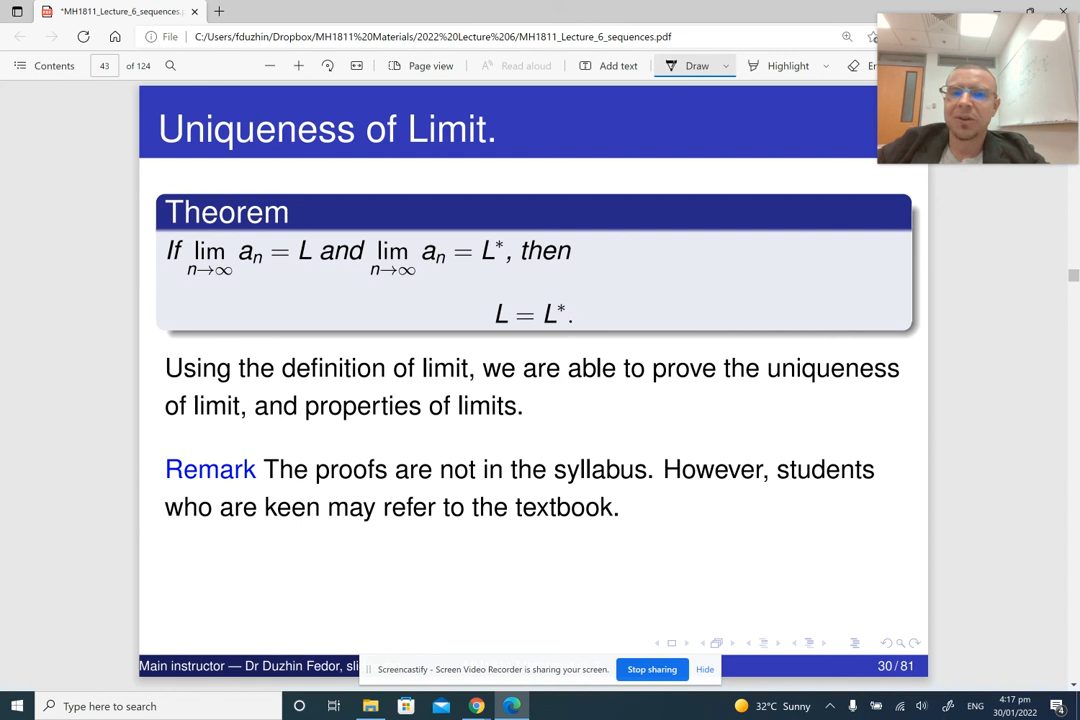 *MH1811_Lecture_6_sequences.p
File C:/Users/fduzhin/Dropbox/MH1811%20Materials/2022%20Lecture%206/MH1811_Lecture_6_sequences.pdf
Contents 43 of 124 Page view Read aloud Add text Draw Highlight
Uniqueness of Limit.
Theorem
If lim n→∞ aₙ = L and lim n→∞ aₙ = L*, then
L = L*.
Using the definition of limit, we are able to prove the uniqueness
of limit, and properties of limits.
Remark The proofs are not in the syllabus. However, students
who are keen may refer to the textbook.
Main instructor — Dr Duzhin Fedor, sli 30 / 81
Screencastify - Screen Video Recorder is sharing your screen. Stop sharing Hide
Type here to search 32°C Sunny ENG 4:17 pm
30/01/2022 4